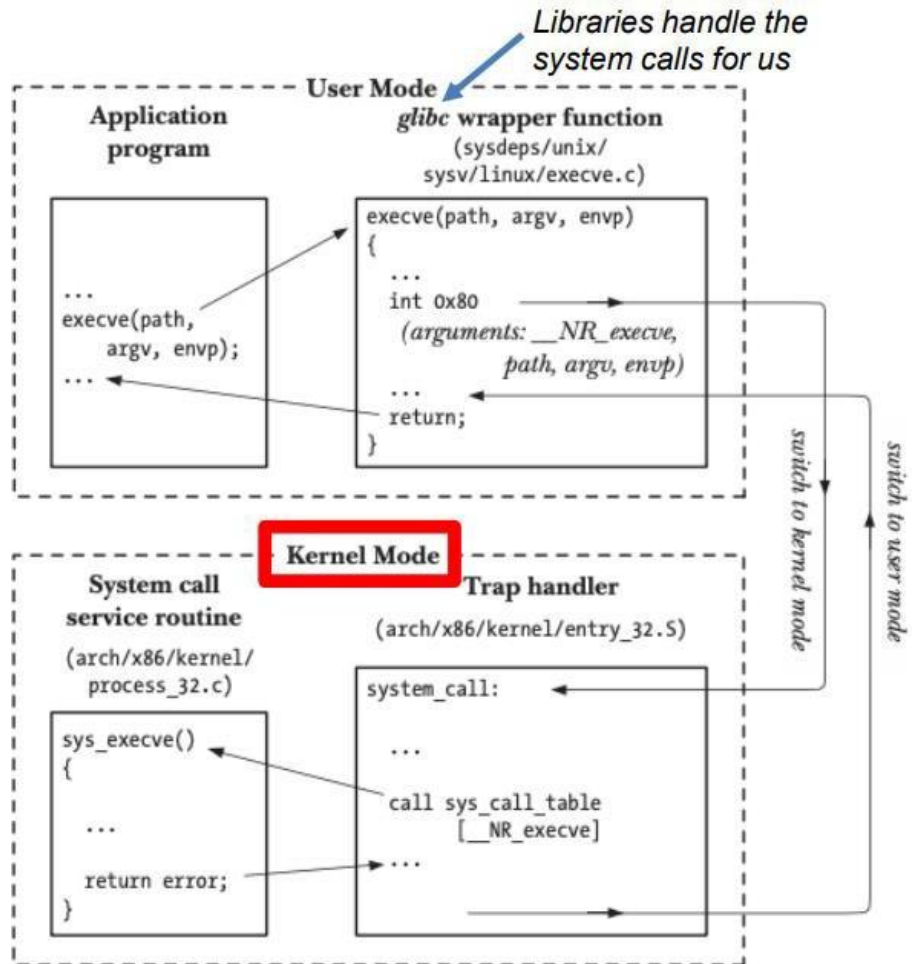 Libraries handle the
system calls for us
User Mode
Application
program
glibc wrapper function
(sysdeps/unix/
sysv/linux/execve.c)
...
execve(path,
argv, envp);
...
execve(path, argv, envp)
{
...
int 0x80
(arguments: __NR_execve,
path, argv, envp)
...
return;
}
switch to kernel mode
switch to user mode
Kernel Mode
System call
service routine
(arch/x86/kernel/
process_32.c)
Trap handler
(arch/x86/kernel/entry_32.S)
sys_execve()
{
...
return error;
}
system_call:
...
call sys_call_table
[__NR_execve]
...